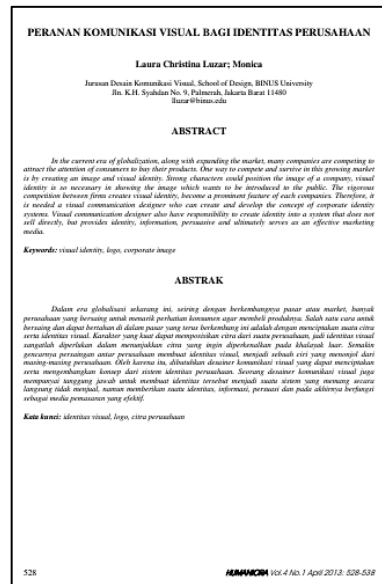 PERANAN KOMUNIKASI VISUAL BAGI IDENTITAS PERUSAHAAN
Laura Christina Luzar; Monica
Jurusan Desain Komunikasi Visual, School of Design, BINUS University
Jln. K.H. Syahdan No. 9, Palmerah, Jakarta Barat 11480
lluzar@binus.edu
ABSTRACT
In the current era of globalization, along with expanding the market, many companies are competing to
attract the attention of consumers to buy their products. One way to compete and survive in this growing market
is by creating an image and visual identity. Strong characters could position the image of a company, visual
identity is so necessary in showing the image which wants to be introduced to the public. The vigorous
competition between firms creates visual identity, become a prominent feature of each companies. Therefore, it
is needed a visual communication designer who can create and develop the concept of corporate identity
systems. Visual communication designer also have responsibility to create identity into a system that does not
sell directly, but provides identity, information, persuasive and ultimately serves as an effective marketing
media.
Keywords: visual identity, logo, corporate image
ABSTRAK
Dalam era globalisasi sekarang ini, seiring dengan berkembangnya pasar atau market, banyak
perusahaan yang bersaing untuk menarik perhatian konsumen agar membeli produknya. Salah satu cara untuk
bersaing dan dapat bertahan di dalam pasar yang terus berkembang ini adalah dengan menciptakan suatu citra
serta identitas visual. Karakter yang kuat dapat memposisikan citra dari suatu perusahaan, jadi identitas visual
sangatlah diperlukan dalam menunjukkan citra yang ingin diperkenalkan pada khalayak luar. Semakin
gencarnya persaingan antar perusahaan membuat identitas visual, menjadi sebuah ciri yang menonjol dari
masing-masing perusahaan. Oleh karena itu, dibutuhkan desainer komunikasi visual yang dapat menciptakan
serta mengembangkan konsep dari sistem identitas perusahaan. Seorang desainer komunikasi visual juga
mempunyai tanggung jawab untuk membuat identitas tersebut menjadi suatu sistem yang memang secara
langsung tidak menjual, namun memberikan suatu identitas, informasi, persuasi dan pada akhirnya berfungsi
sebagai media pemasaran yang efektif.
Kata kunci: identitas visual, logo, citra perusahaan
528
HUMANIORA Vol.4 No.1 April 2013: 528-538